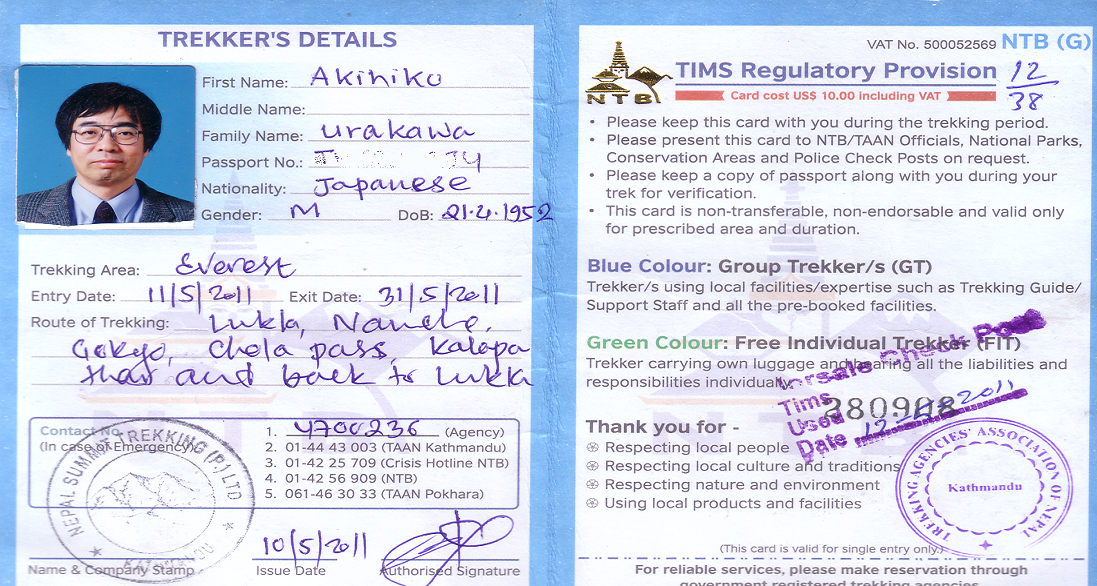 TREKKER'S DETAILS
First Name: Akihiko
Middle Name:
Family Name: urakawa
Passport No.:
Nationality: Japanese
Gender: M DoB: 21.4.1952
Trekking Area: Everest
Entry Date: 11/5/2011 Exit Date: 31/5/2011
Route of Trekking: Lukla, Namche,
Gokyo, chola pass, kalapa
thar and back to Lukla
Contact No.
(In case of Emergency)
1. 4700236 (Agency)
2. 01-44 43 003 (TAAN Kathmandu)
3. 01-42 25 709 (Crisis Hotline NTB)
4. 01-42 56 909 (NTB)
5. 061-46 30 33 (TAAN Pokhara)
NEPAL SUMMIT TREKKING (P.) LTD
KATHMANDU
10/5/2011
Name & Company Stamp Issue Date Authorised Signature
VAT No. 500052569 NTB (G)
NTB
TIMS Regulatory Provision 12
38
Card cost US$ 10.00 including VAT
• Please keep this card with you during the trekking period.
• Please present this card to NTB/TAAN Officials, National Parks,
Conservation Areas and Police Check Posts on request.
• Please keep a copy of passport along with you during your
trek for verification.
• This card is non-transferable, non-endorsable and valid only
for prescribed area and duration.
Blue Colour: Group Trekker/s (GT)
Trekker/s using local facilities/expertise such as Trekking Guide/
Support Staff and all the pre-booked facilities.
Green Colour: Free Individual Trekker (FIT)
Trekker carrying own luggage and bearing all the liabilities and
responsibilities individually.
Check Post
Tims
Used
Date 12-5-2011
280908
Thank you for -
Respecting local people
Respecting local culture and traditions
Respecting nature and environment
Using local products and facilities
TREKKING AGENCIES' ASSOCIATION OF NEPAL
Kathmandu
(This card is valid for single entry only.)
For reliable services, please make reservation through
government registered trekking agencies